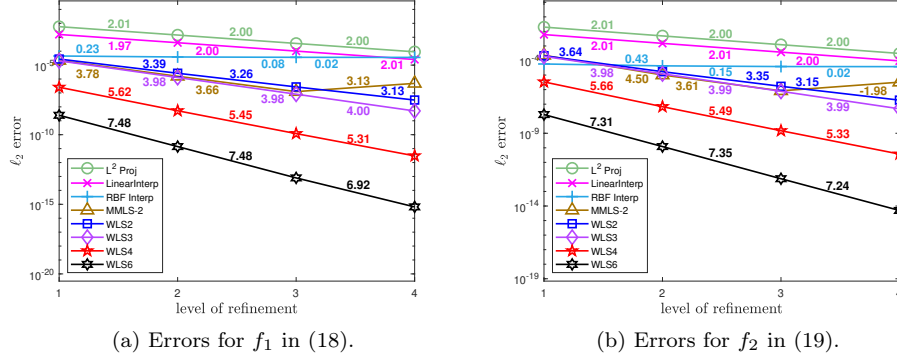 2.01
2.00
2.00
1.97
2.00
2.01
0.23
0.08
0.02
3.78
3.39
3.26
3.13
3.13
3.98
3.66
3.98
4.00
5.62
5.45
5.31
7.48
7.48
6.92
10^-5
10^-10
10^-15
10^-20
ℓ2 error
L² Proj
LinearInterp
RBF Interp
MMLS-2
WLS2
WLS3
WLS4
WLS6
1 2 3 4
level of refinement
(a) Errors for f1 in (18).
2.01
2.00
2.00
2.01
2.01
2.00
3.64
0.43
0.15
0.02
3.98
4.50
3.61
3.35
3.15
-1.98
3.99
3.99
5.66
5.49
5.33
7.31
7.35
7.24
10^-4
10^-9
10^-14
10^-19
ℓ2 error
L² Proj
LinearInterp
RBF Interp
MMLS-2
WLS2
WLS3
WLS4
WLS6
1 2 3 4
level of refinement
(b) Errors for f2 in (19).